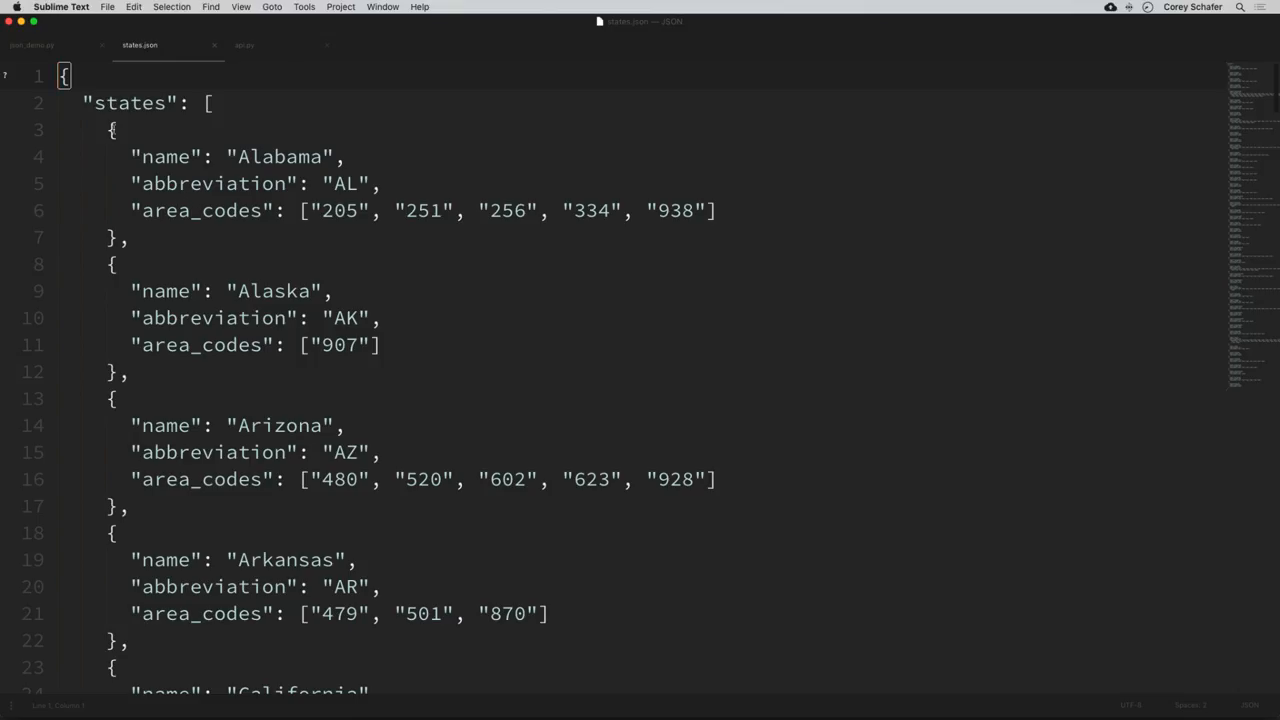 Sublime Text File Edit Selection Find View Goto Tools Project Window Help Corey Schafer
states.json — JSON
json_demo.py states.json api.py
1 {
2 "states": [
3 {
4 "name": "Alabama",
5 "abbreviation": "AL",
6 "area_codes": ["205", "251", "256", "334", "938"]
7 },
8 {
9 "name": "Alaska",
10 "abbreviation": "AK",
11 "area_codes": ["907"]
12 },
13 {
14 "name": "Arizona",
15 "abbreviation": "AZ",
16 "area_codes": ["480", "520", "602", "623", "928"]
17 },
18 {
19 "name": "Arkansas",
20 "abbreviation": "AR",
21 "area_codes": ["479", "501", "870"]
22 },
23 {
24 "name": "California",
Line 1, Column 1 UTF-8 Spaces: 2 JSON